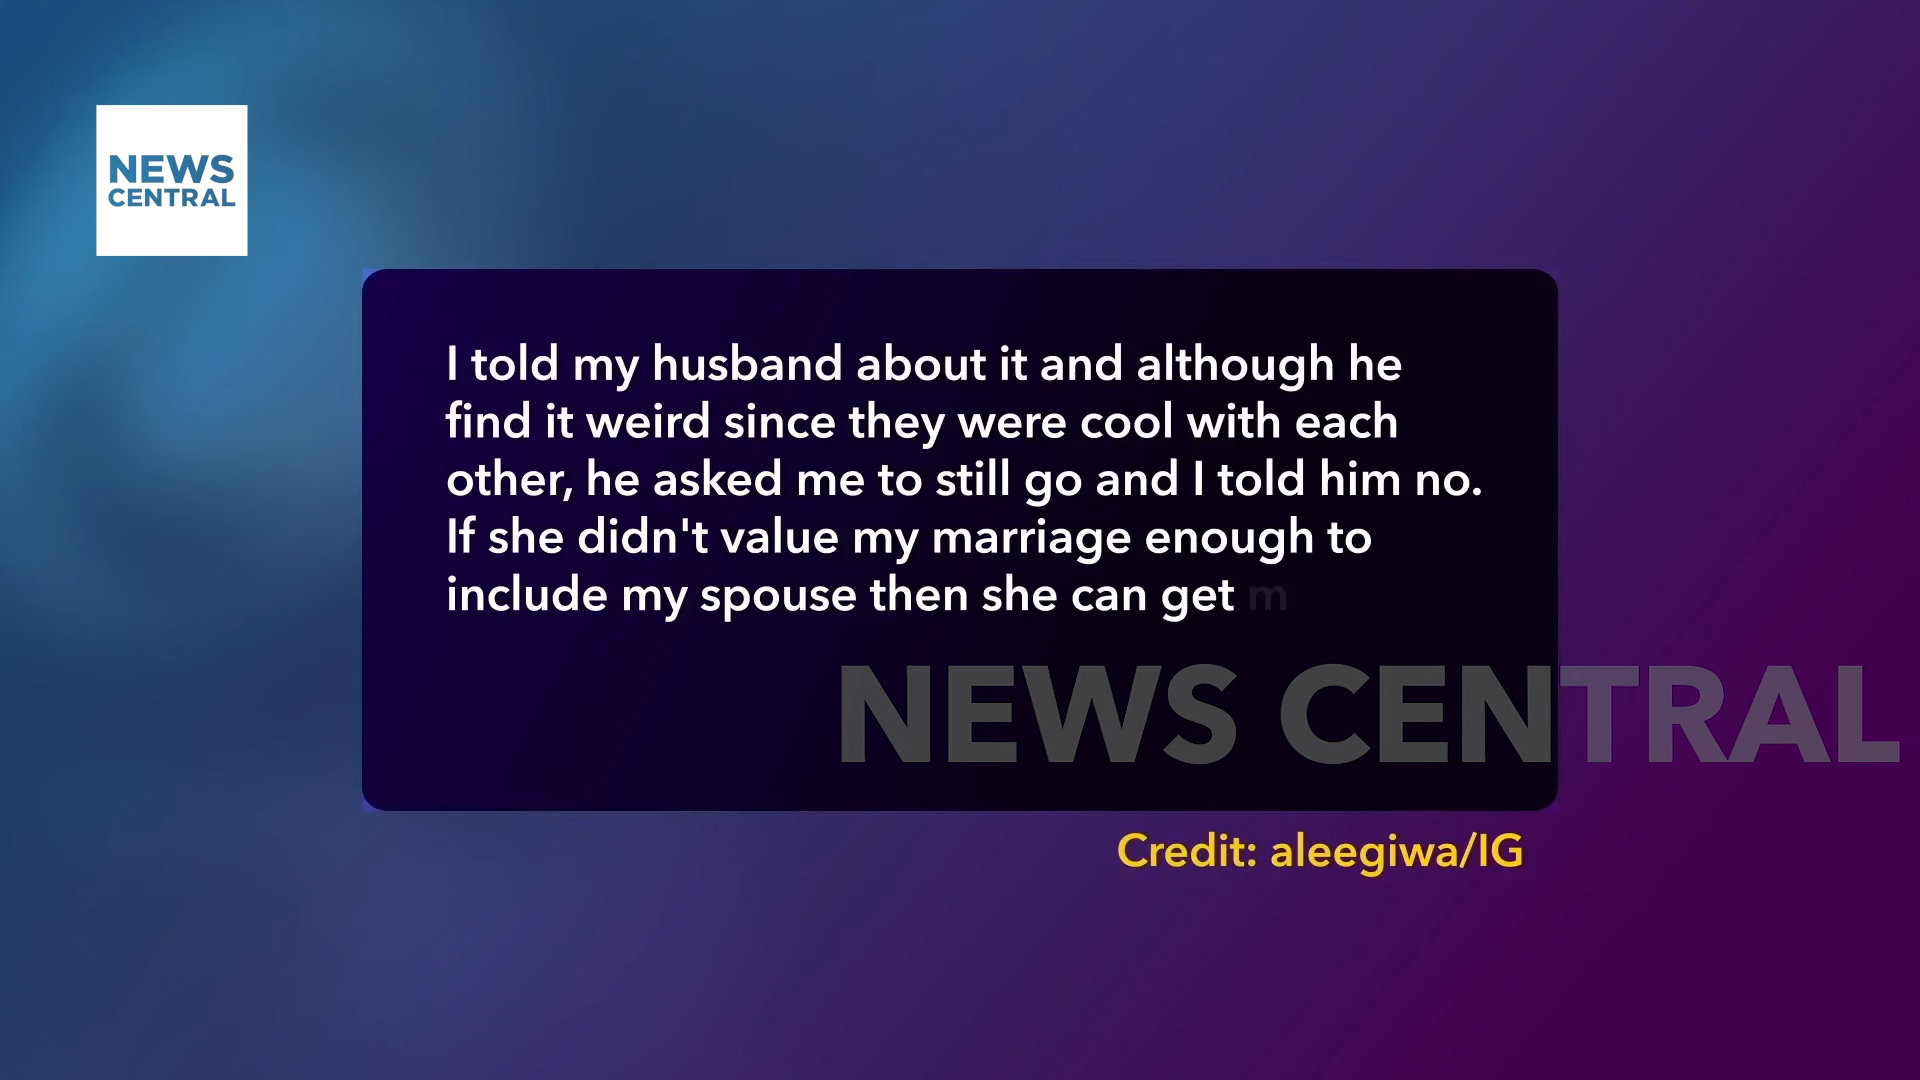 NEWS
CENTRAL
I told my husband about it and although he
find it weird since they were cool with each
other, he asked me to still go and I told him no.
If she didn't value my marriage enough to
include my spouse then she can get m
NEWS CENTRAL
Credit: aleegiwa/IG